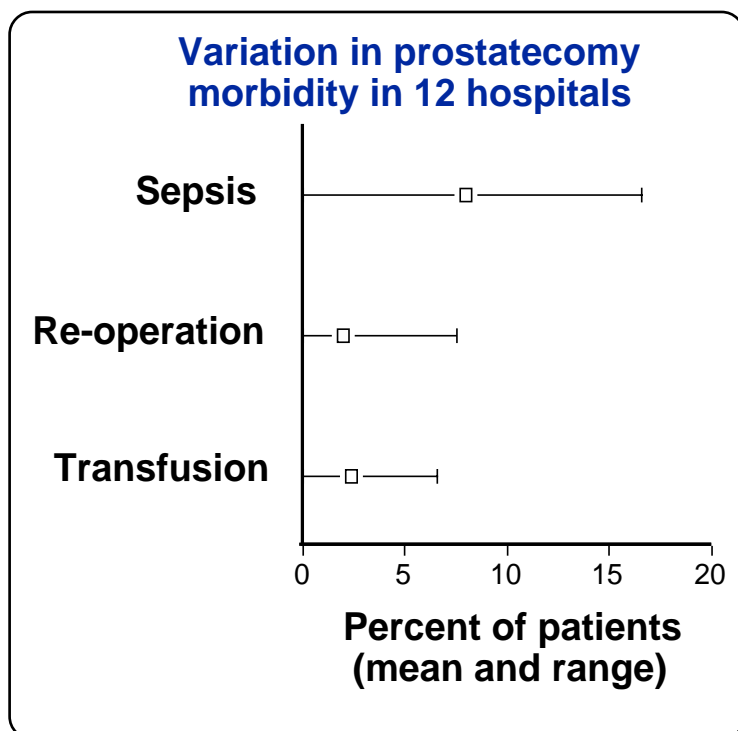 Variation in prostatecomy
morbidity in 12 hospitals
Sepsis
Re-operation
Transfusion
0 5 10 15 20
Percent of patients
(mean and range)